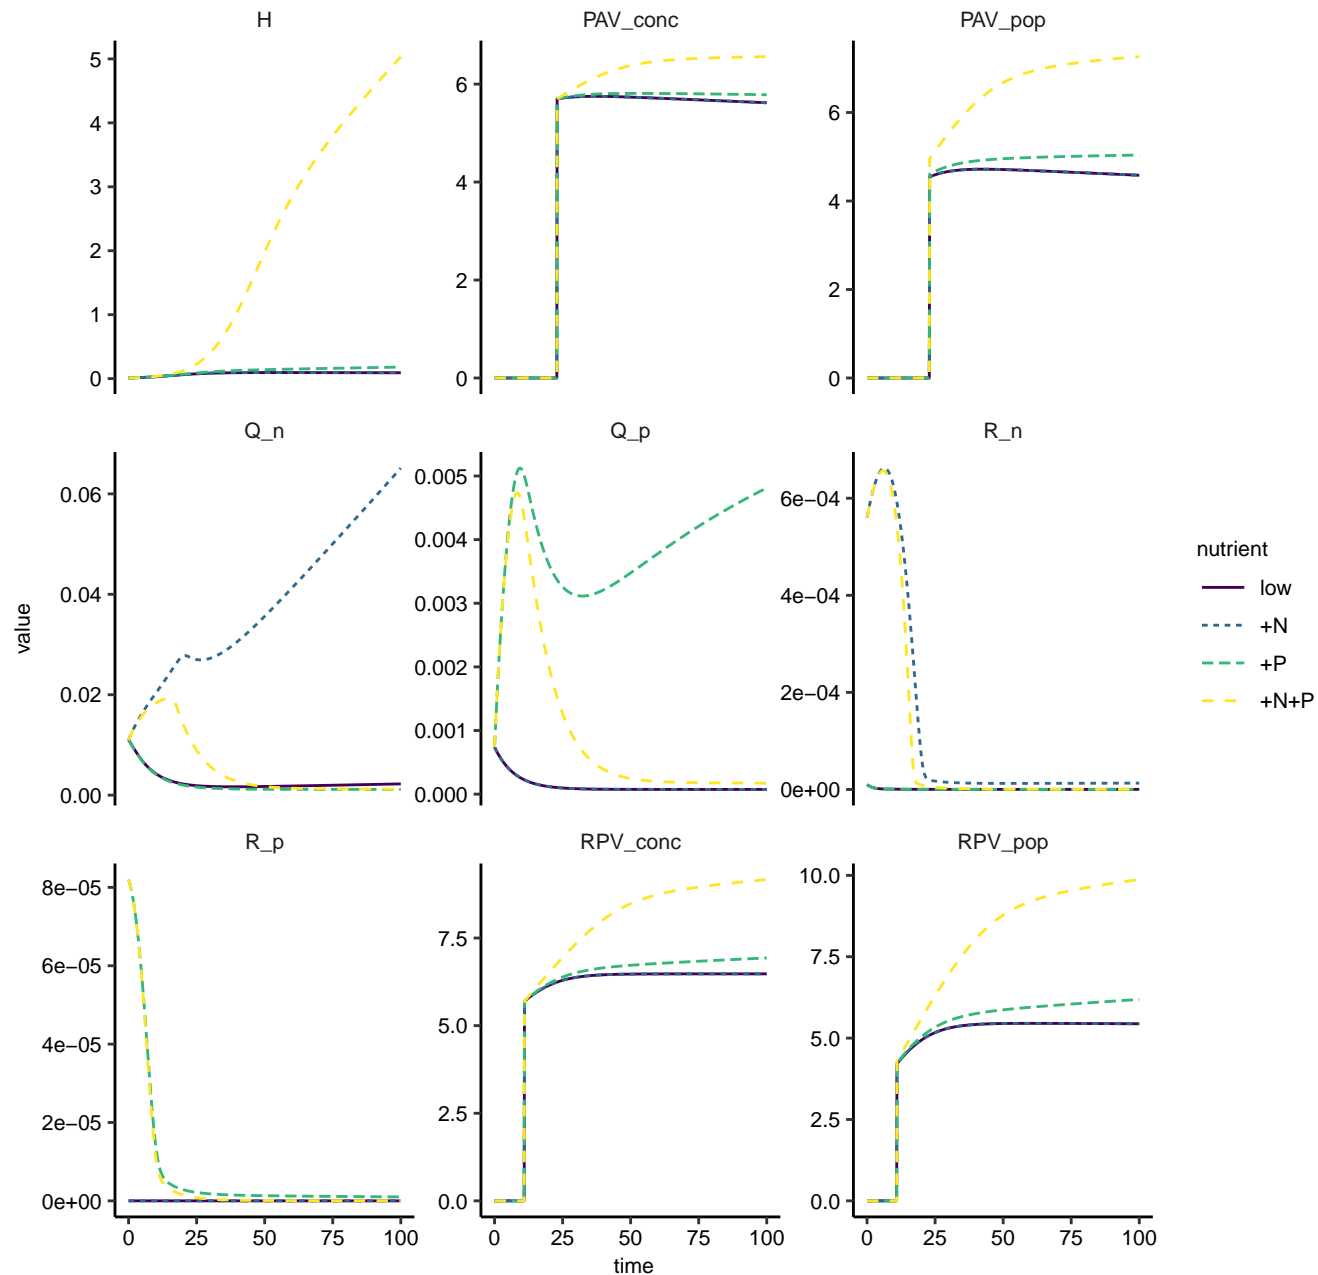 H
PAV_conc
PAV_pop
5
4
3
2
1
0
6
4
2
0
6
4
2
0
Q_n
Q_p
R_n
0.06
0.04
0.02
0.00
0.005
0.004
0.003
0.002
0.001
0.000
6e−04
4e−04
2e−04
0e+00
R_p
RPV_conc
RPV_pop
8e−05
6e−05
4e−05
2e−05
0e+00
7.5
5.0
2.5
0.0
10.0
7.5
5.0
2.5
0.0
0 25 50 75 100
0 25 50 75 100
0 25 50 75 100
time
value
nutrient
low
+N
+P
+N+P